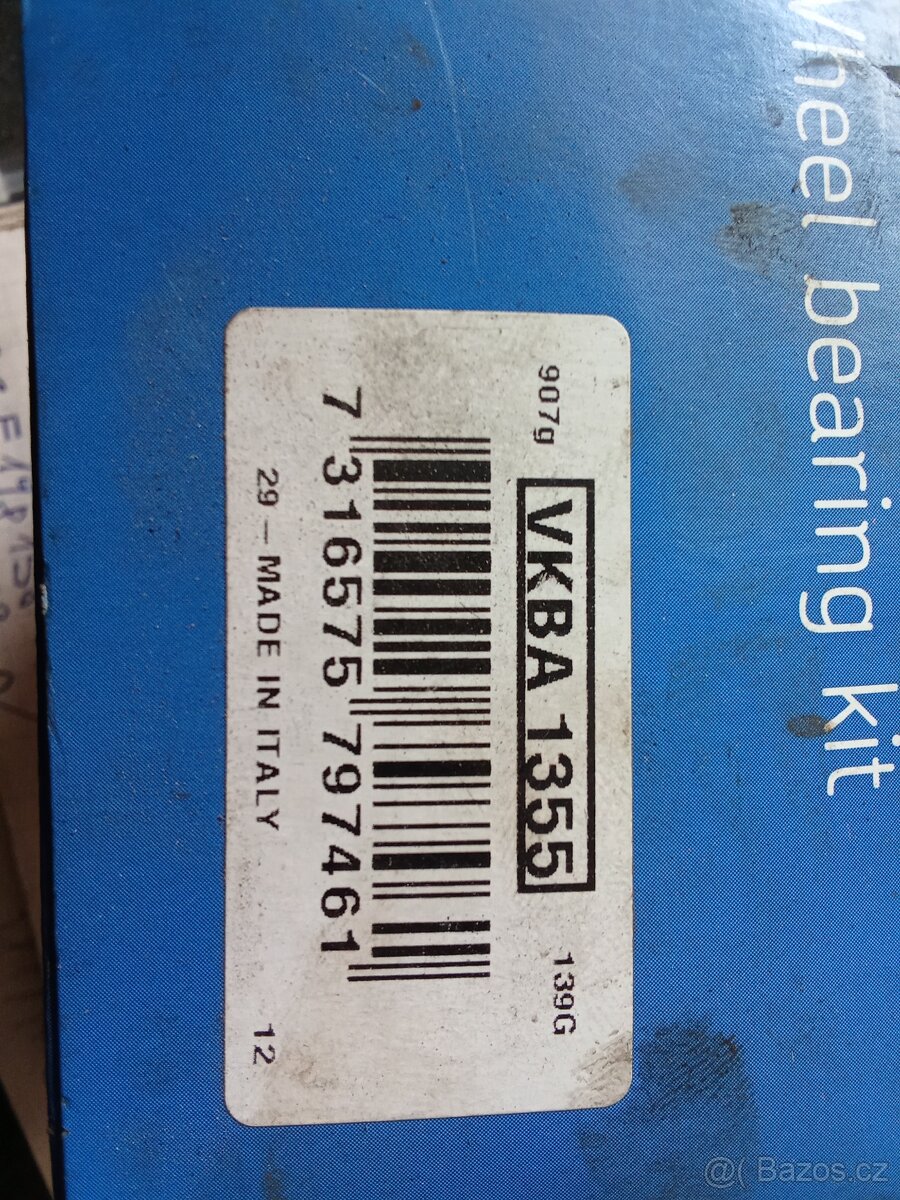 wheel bearing kit
907g
VKBA 1355
139G
7 316575 797461
29 – MADE IN ITALY
12
@( Bazos.cz